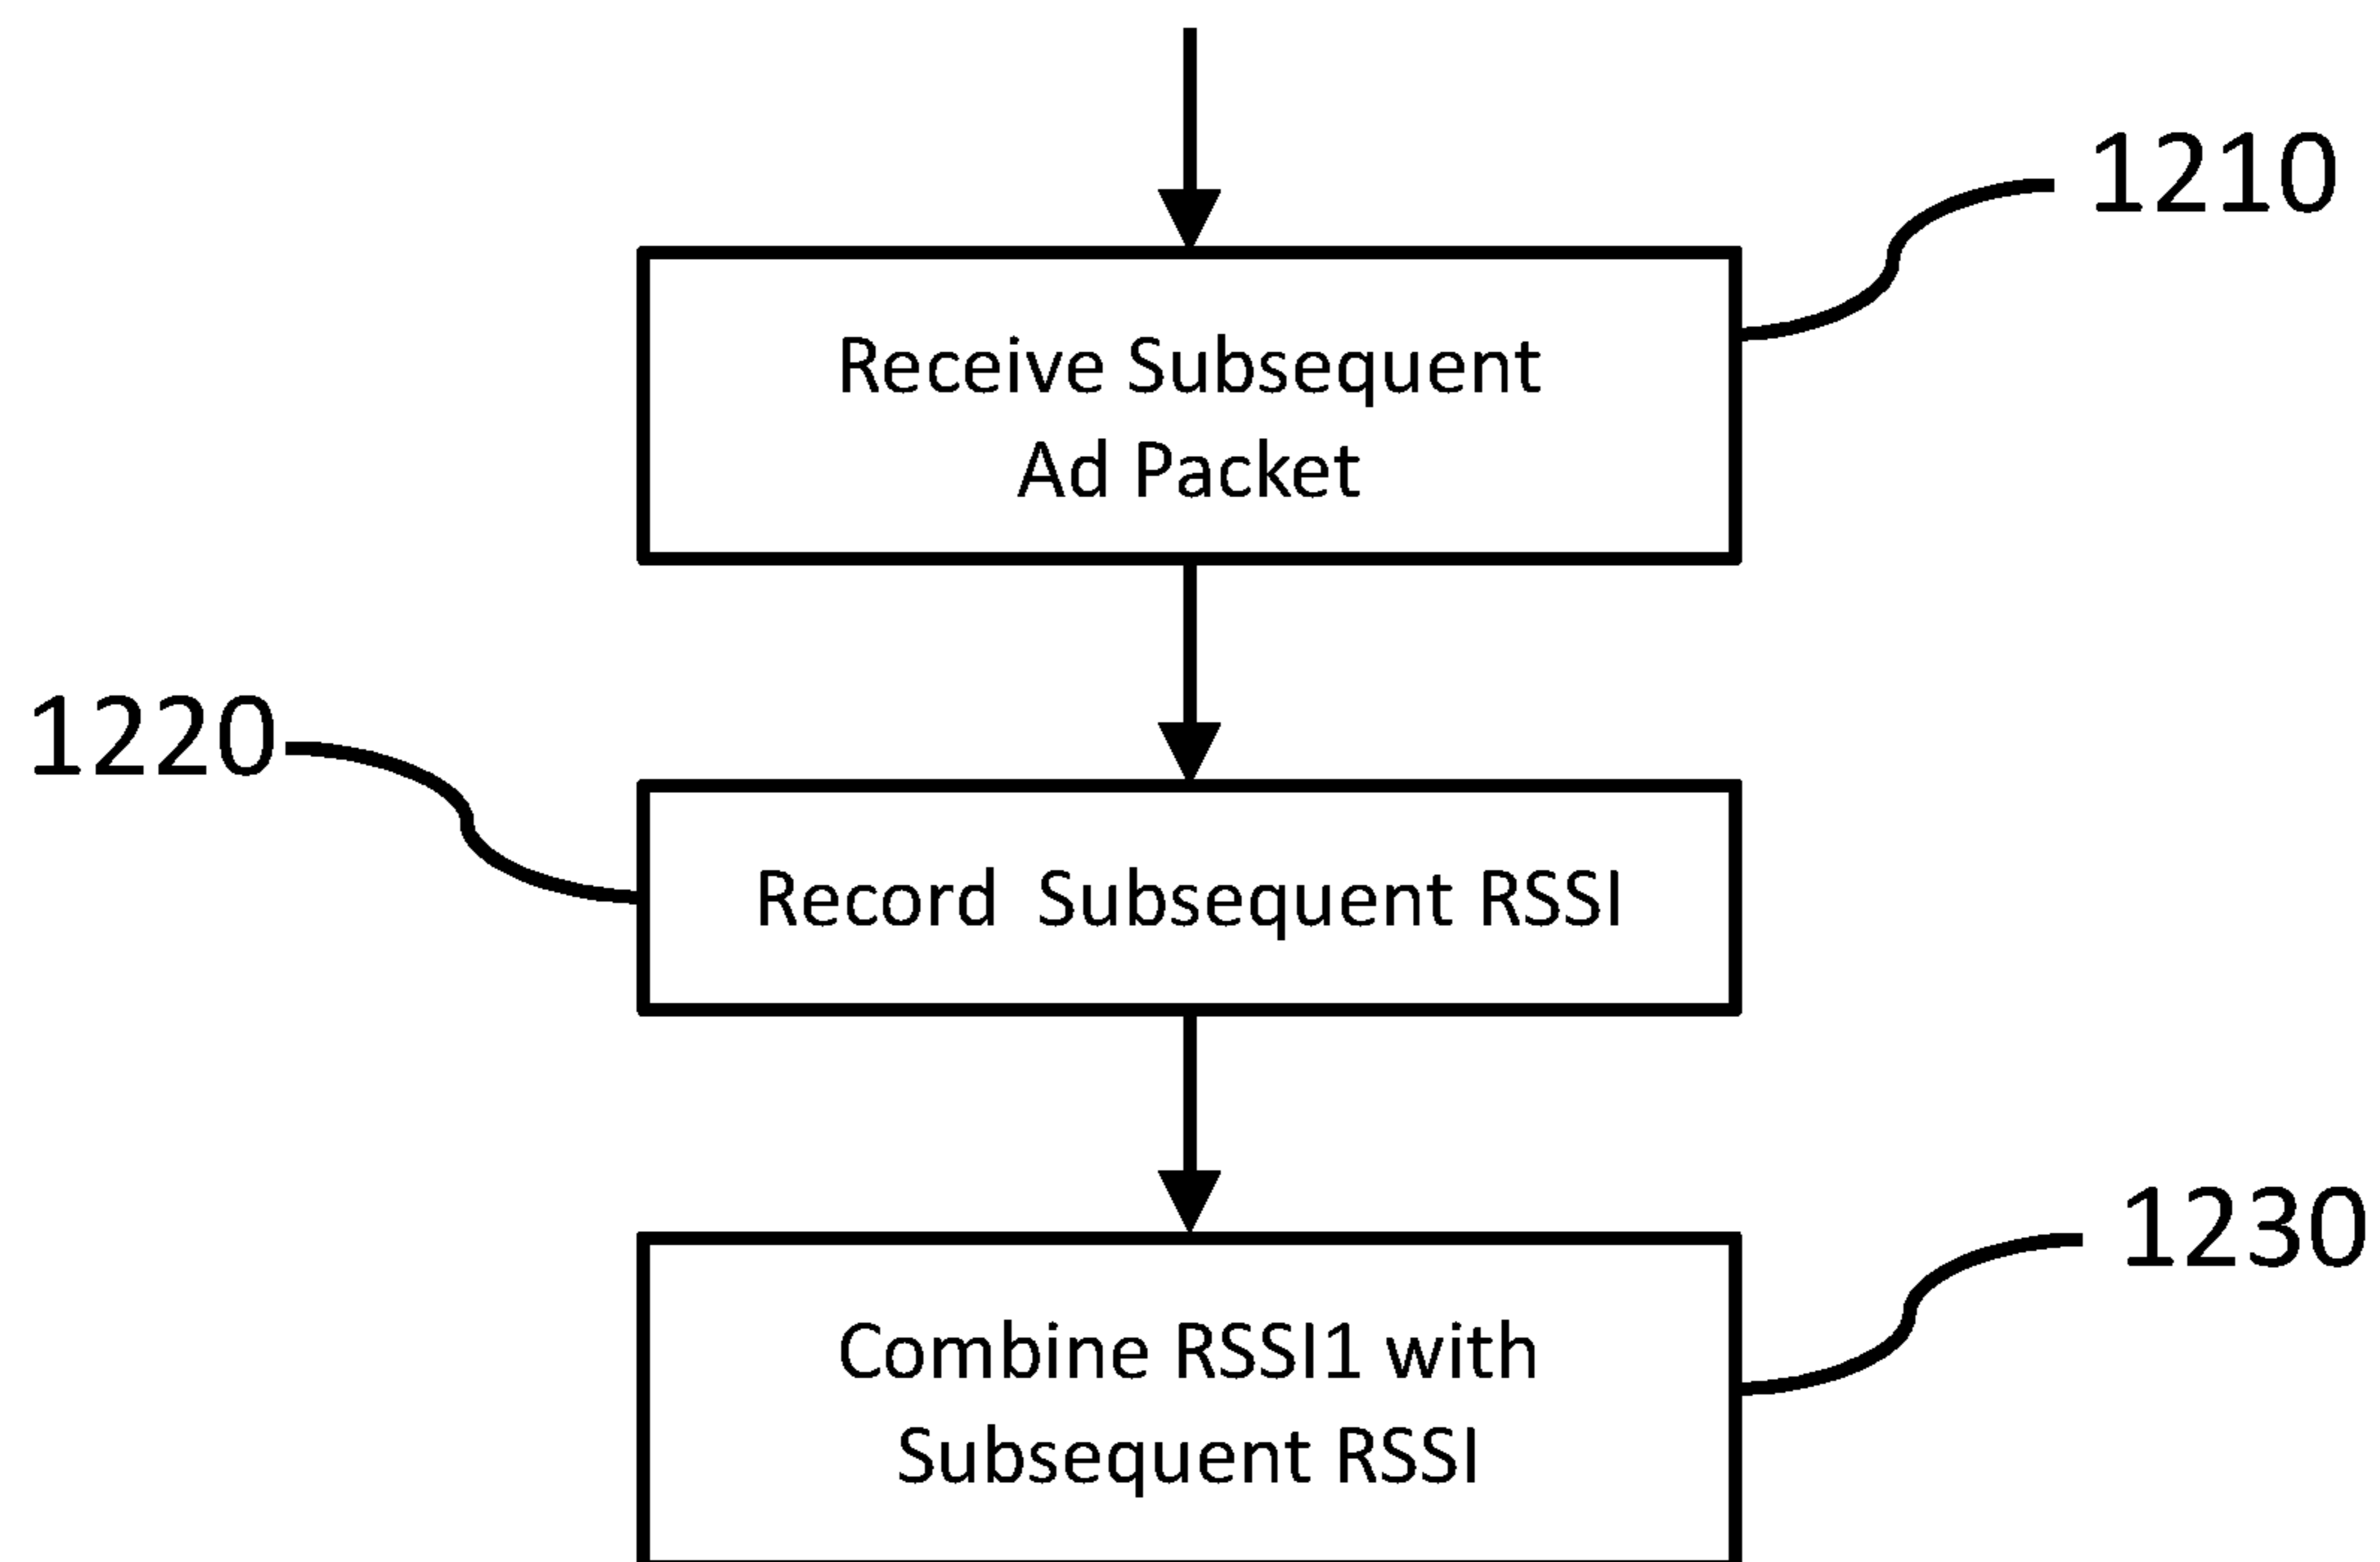 1210
Receive Subsequent
Ad Packet
1220
Record Subsequent RSSI
1230
Combine RSSI1 with
Subsequent RSSI